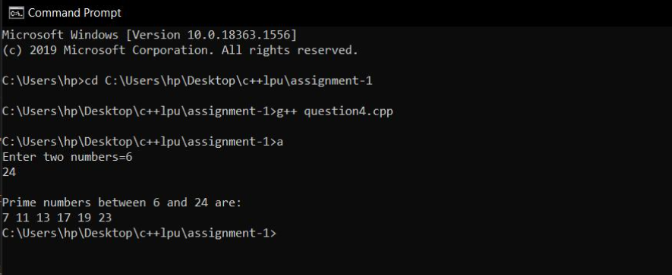 Command Prompt
Microsoft Windows [Version 10.0.18363.1556]
(c) 2019 Microsoft Corporation. All rights reserved.
C:\Users\hp>cd C:\Users\hp\Desktop\c++lpu\assignment-1
C:\Users\hp\Desktop\c++lpu\assignment-1>g++ question4.cpp
C:\Users\hp\Desktop\c++lpu\assignment-1>a
Enter two numbers=6
24
Prime numbers between 6 and 24 are:
7 11 13 17 19 23
C:\Users\hp\Desktop\c++lpu\assignment-1>